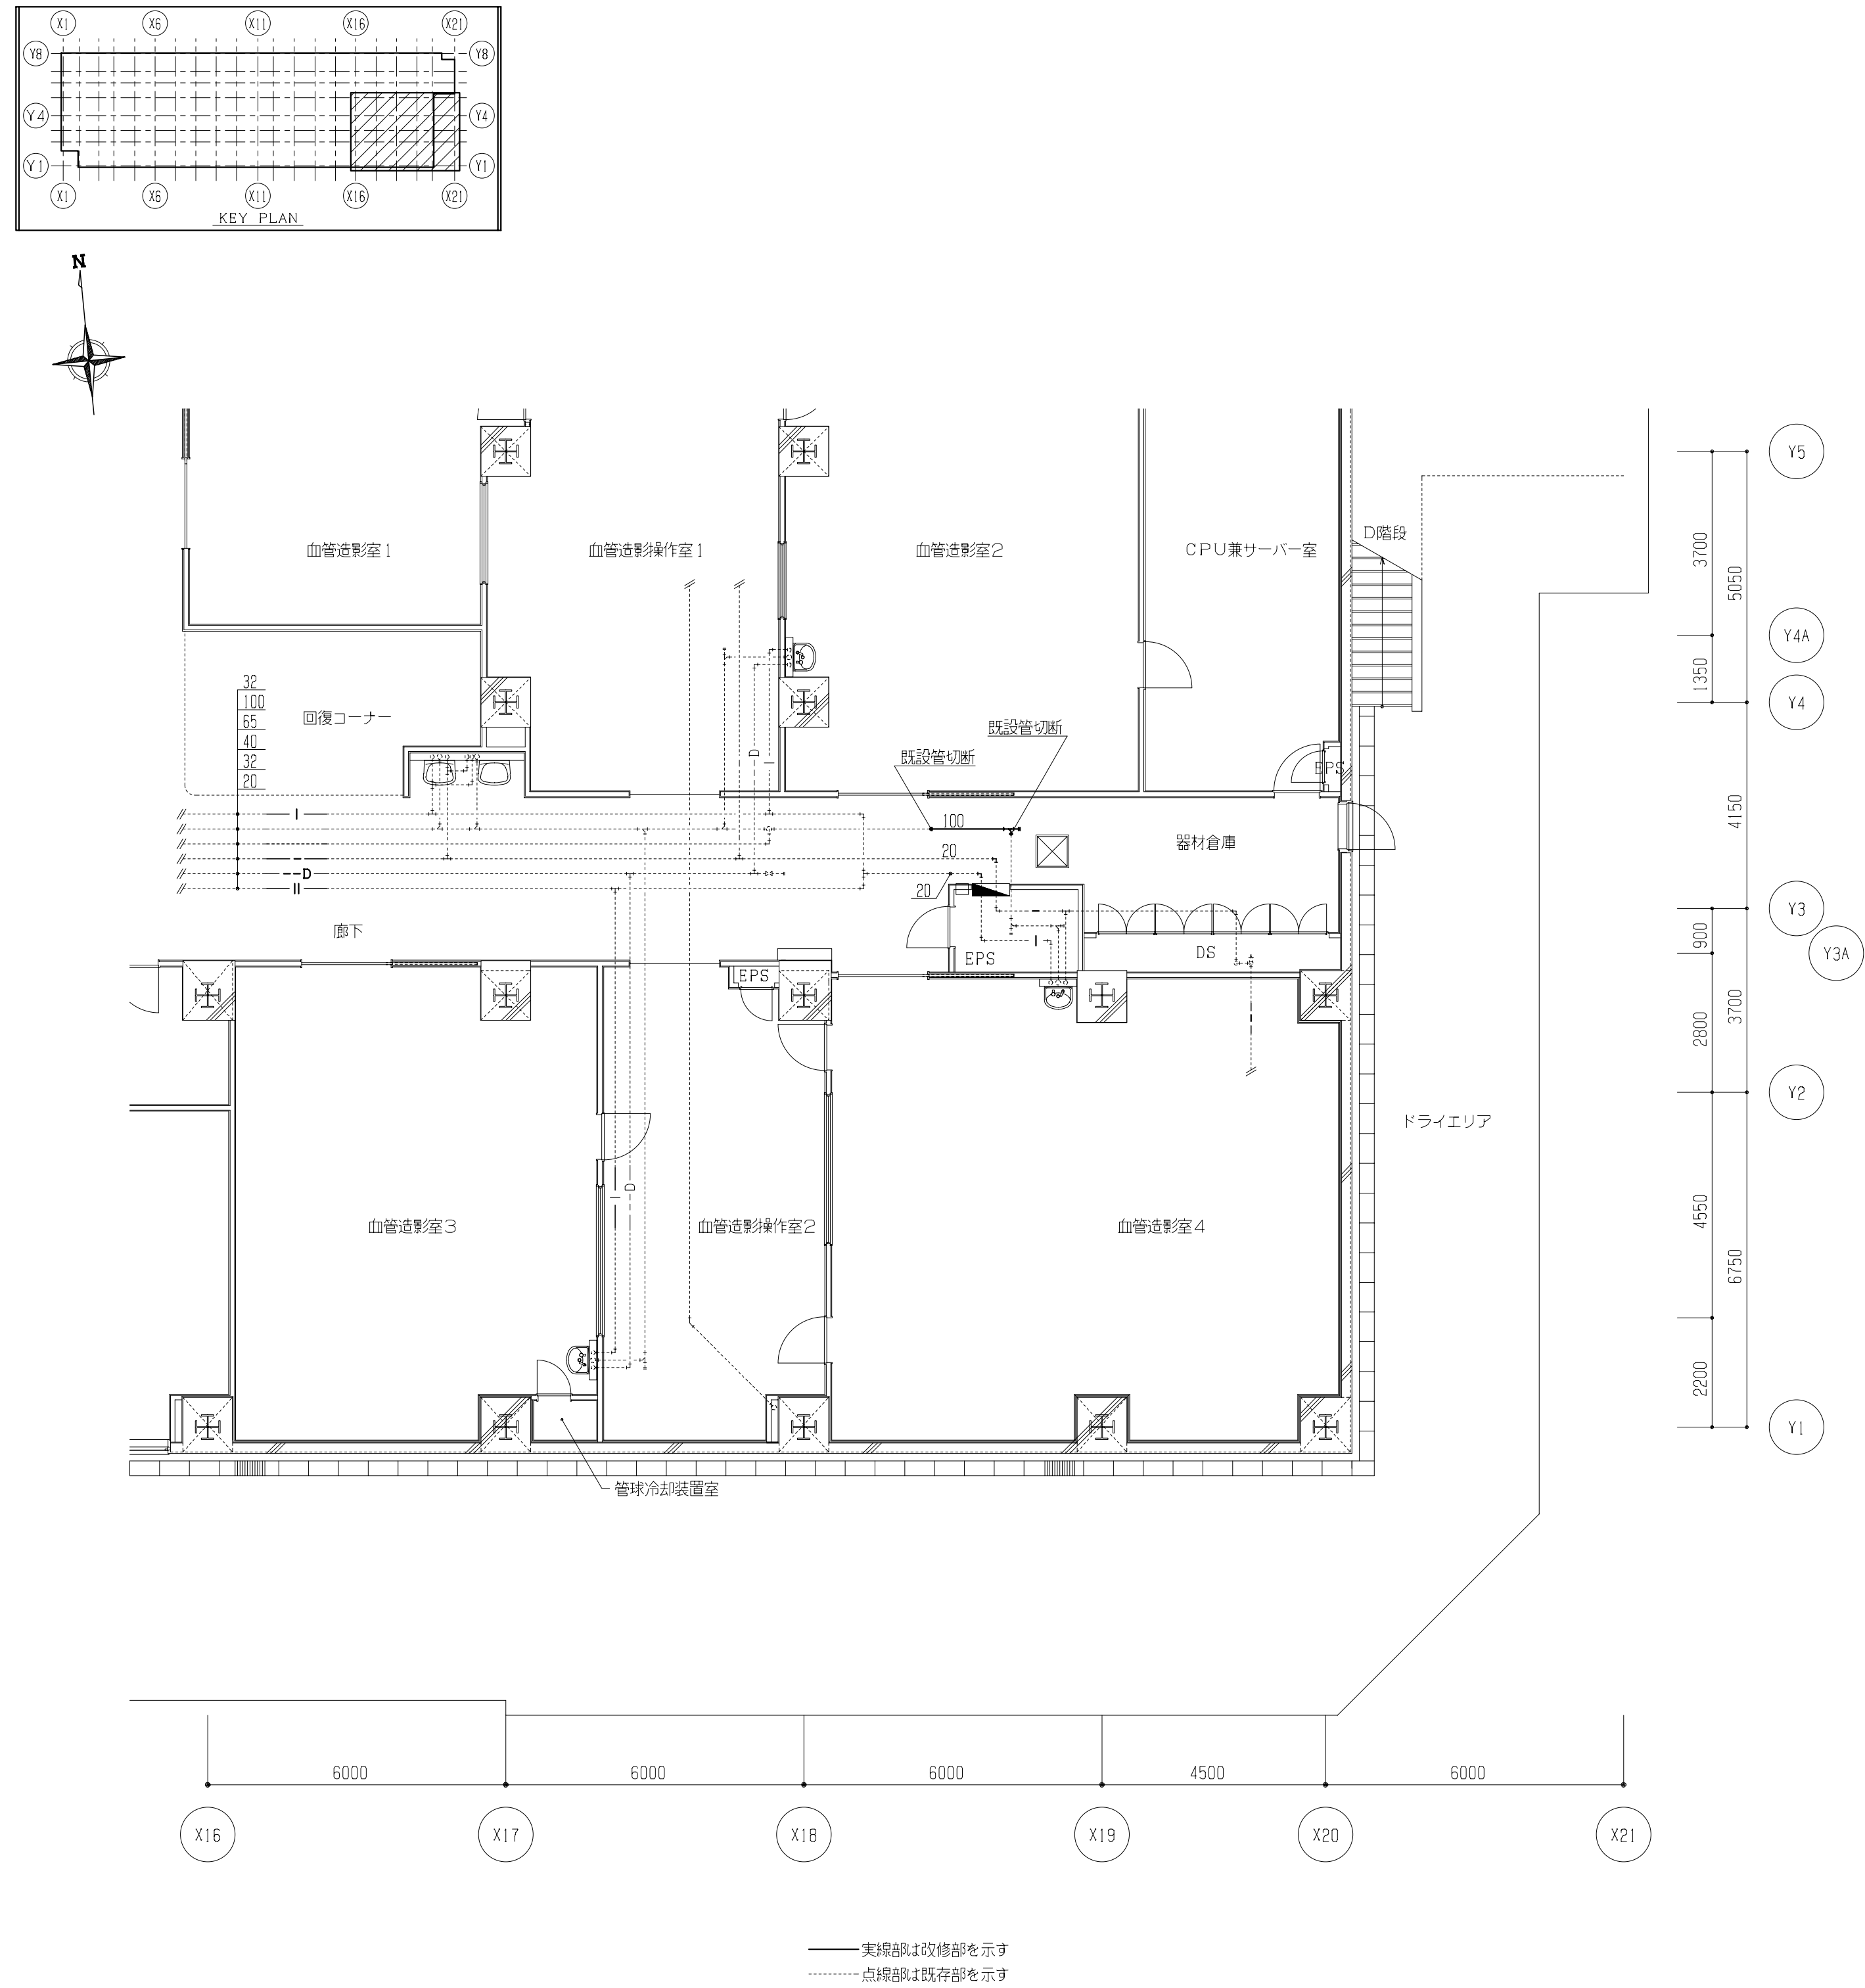 X1 X6 X11 X16 X21
Y8 Y8
Y4 Y4
Y1 Y1
X1 X6 X11 X16 X21
KEY PLAN
N
Y5
D階段
血管造影室1 血管造影操作室1 血管造影室2 CPU兼サーバー室
3700
5050
Y4A
1350
Y4
32
100
65
40
32
20
回復コーナー
既設管切断
既設管切断
D
EPS
I
100
器材倉庫
4150
20
D
20
II
Y3
廊下
900
EPS
DS
Y3A
EPS
2800
3700
Y2
ドライエリア
D
4550
血管造影室3 血管造影操作室2 血管造影室4
6750
2200
Y1
管球冷却装置室
6000 6000 6000 4500 6000
X16 X17 X18 X19 X20 X21
実線部は改修部を示す
点線部は既存部を示す